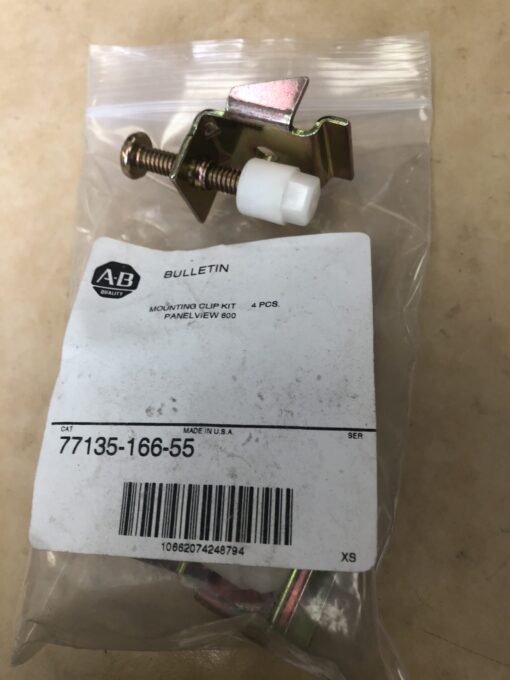 A-B
QUALITY
BULLETIN
MOUNTING CLIP KIT 4 PCS.
PANELVIEW 600
CAT MADE IN U.S.A. SER
77135-166-55
10662074248794
XS